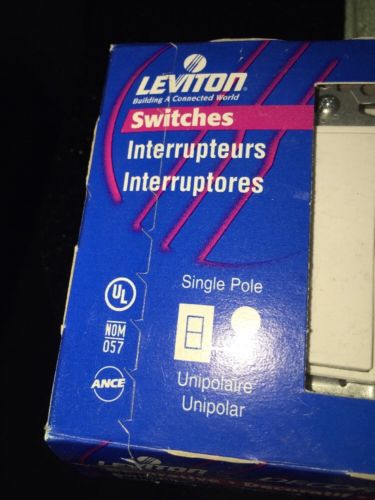 LEVITON
Building A Connected World
Switches
Interrupteurs
Interruptores
Single Pole
UL
NOM
057
ANCE
Unipolaire
Unipolar
LEVITON